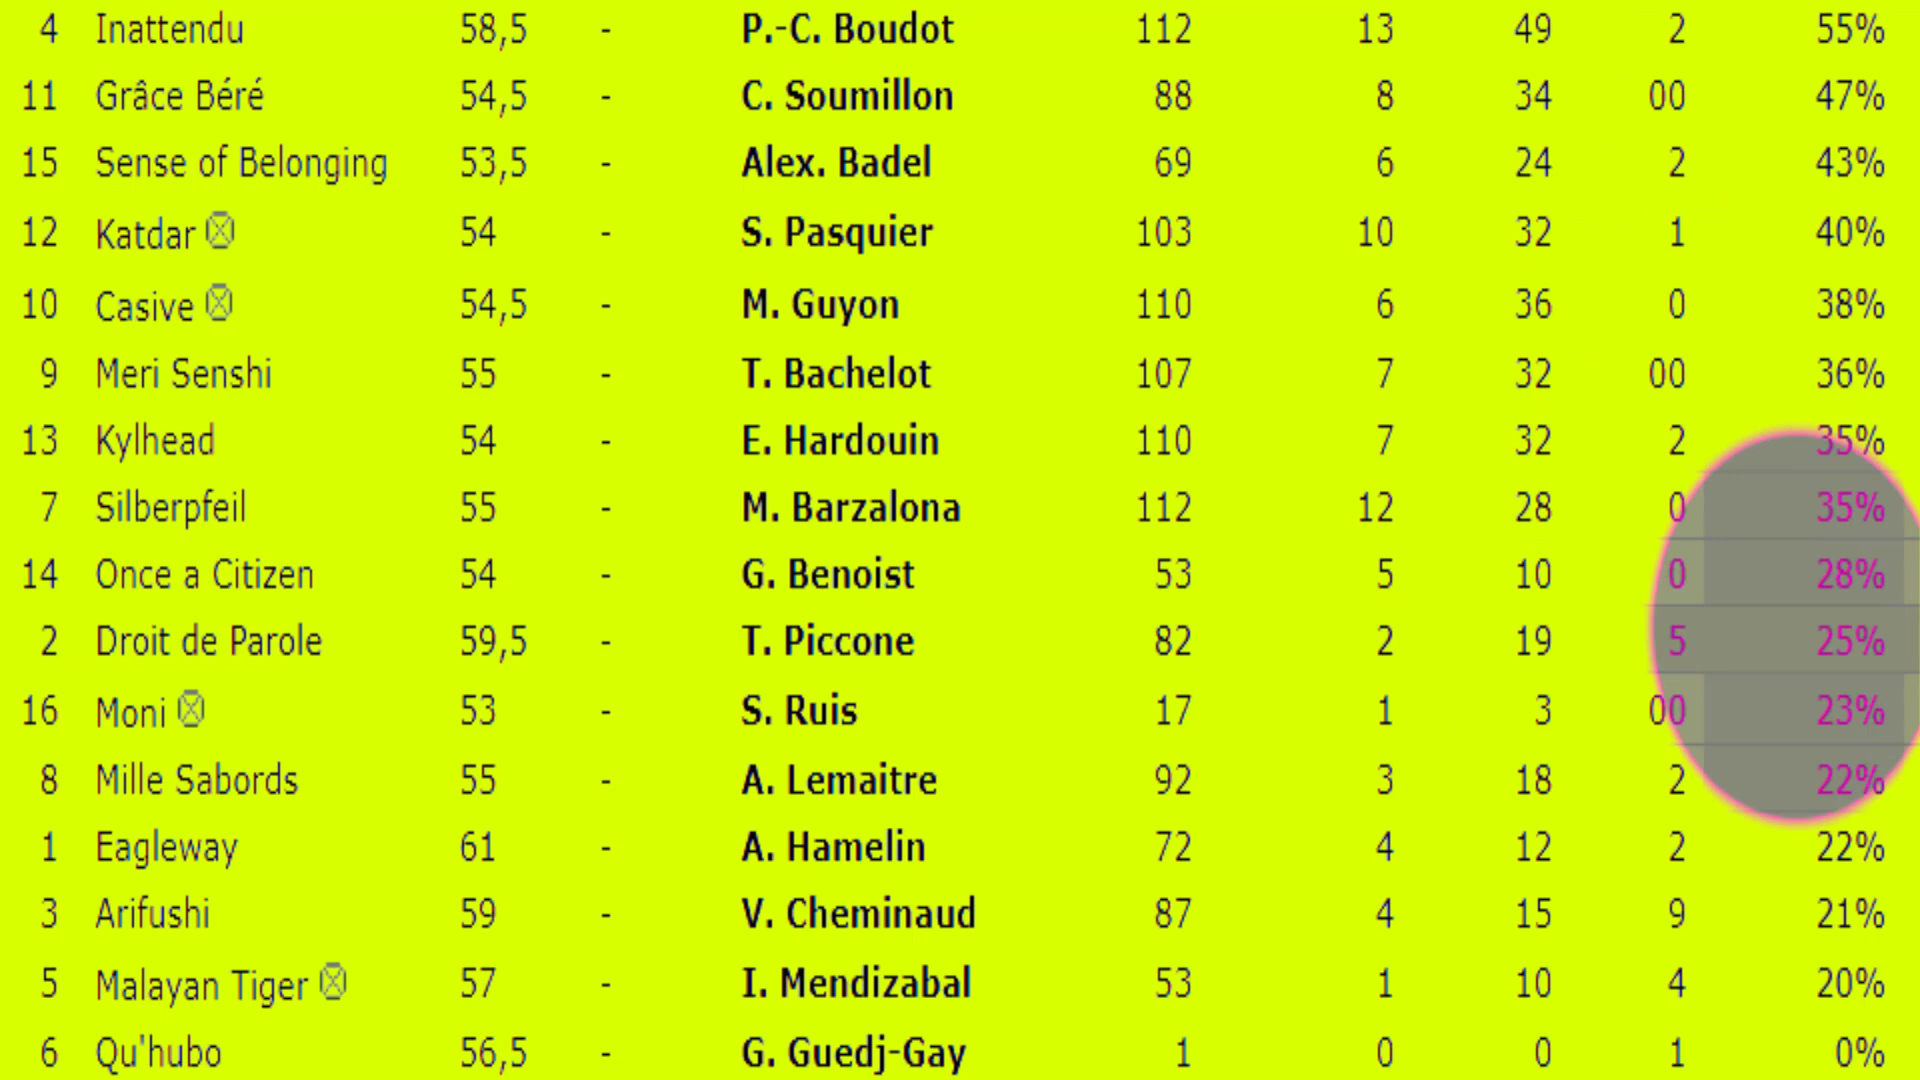 4 Inattendu 58,5 - P.-C. Boudot 112 13 49 2 55%
11 Grâce Béré 54,5 - C. Soumillon 88 8 34 00 47%
15 Sense of Belonging 53,5 - Alex. Badel 69 6 24 2 43%
12 Katdar 54 - S. Pasquier 103 10 32 1 40%
10 Casive 54,5 - M. Guyon 110 6 36 0 38%
9 Meri Senshi 55 - T. Bachelot 107 7 32 00 36%
13 Kylhead 54 - E. Hardouin 110 7 32 2 35%
7 Silberpfeil 55 - M. Barzalona 112 12 28 0 35%
14 Once a Citizen 54 - G. Benoist 53 5 10 0 28%
2 Droit de Parole 59,5 - T. Piccone 82 2 19 5 25%
16 Moni 53 - S. Ruis 17 1 3 00 23%
8 Mille Sabords 55 - A. Lemaitre 92 3 18 2 22%
1 Eagleway 61 - A. Hamelin 72 4 12 2 22%
3 Arifushi 59 - V. Cheminaud 87 4 15 9 21%
5 Malayan Tiger 57 - I. Mendizabal 53 1 10 4 20%
6 Qu'hubo 56,5 - G. Guedj-Gay 1 0 0 1 0%